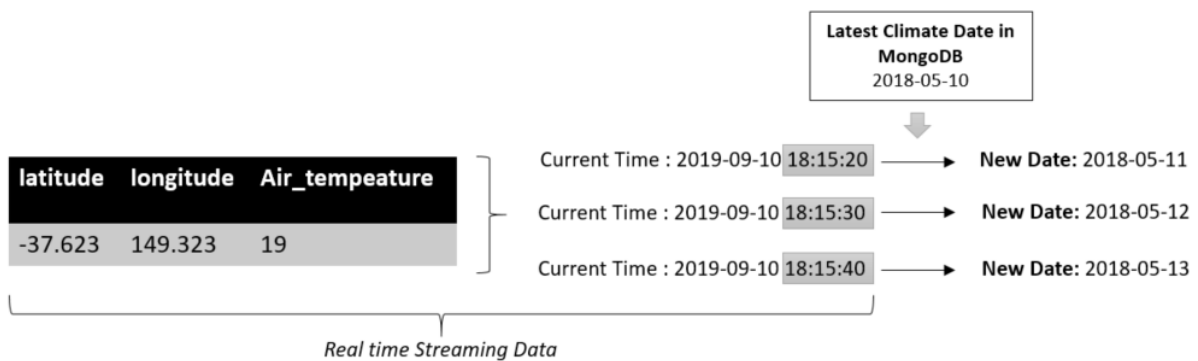 Latest Climate Date in
MongoDB
2018-05-10
latitude longitude Air_tempeature
-37.623 149.323 19
Current Time : 2019-09-10 18:15:20 New Date: 2018-05-11
Current Time : 2019-09-10 18:15:30 New Date: 2018-05-12
Current Time : 2019-09-10 18:15:40 New Date: 2018-05-13
Real time Streaming Data